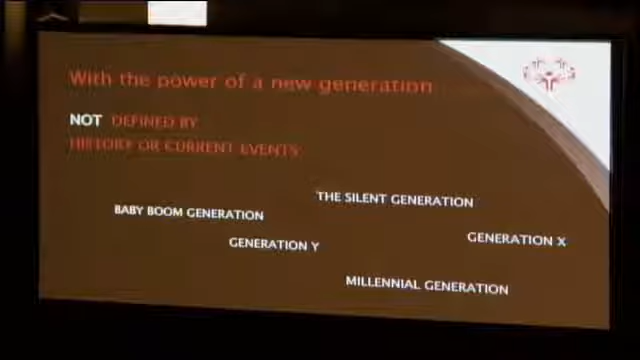 With the power of a new generation
NOT DEFINED BY
HISTORY OR CURRENT EVENTS
THE SILENT GENERATION
BABY BOOM GENERATION
GENERATION X
GENERATION Y
MILLENNIAL GENERATION